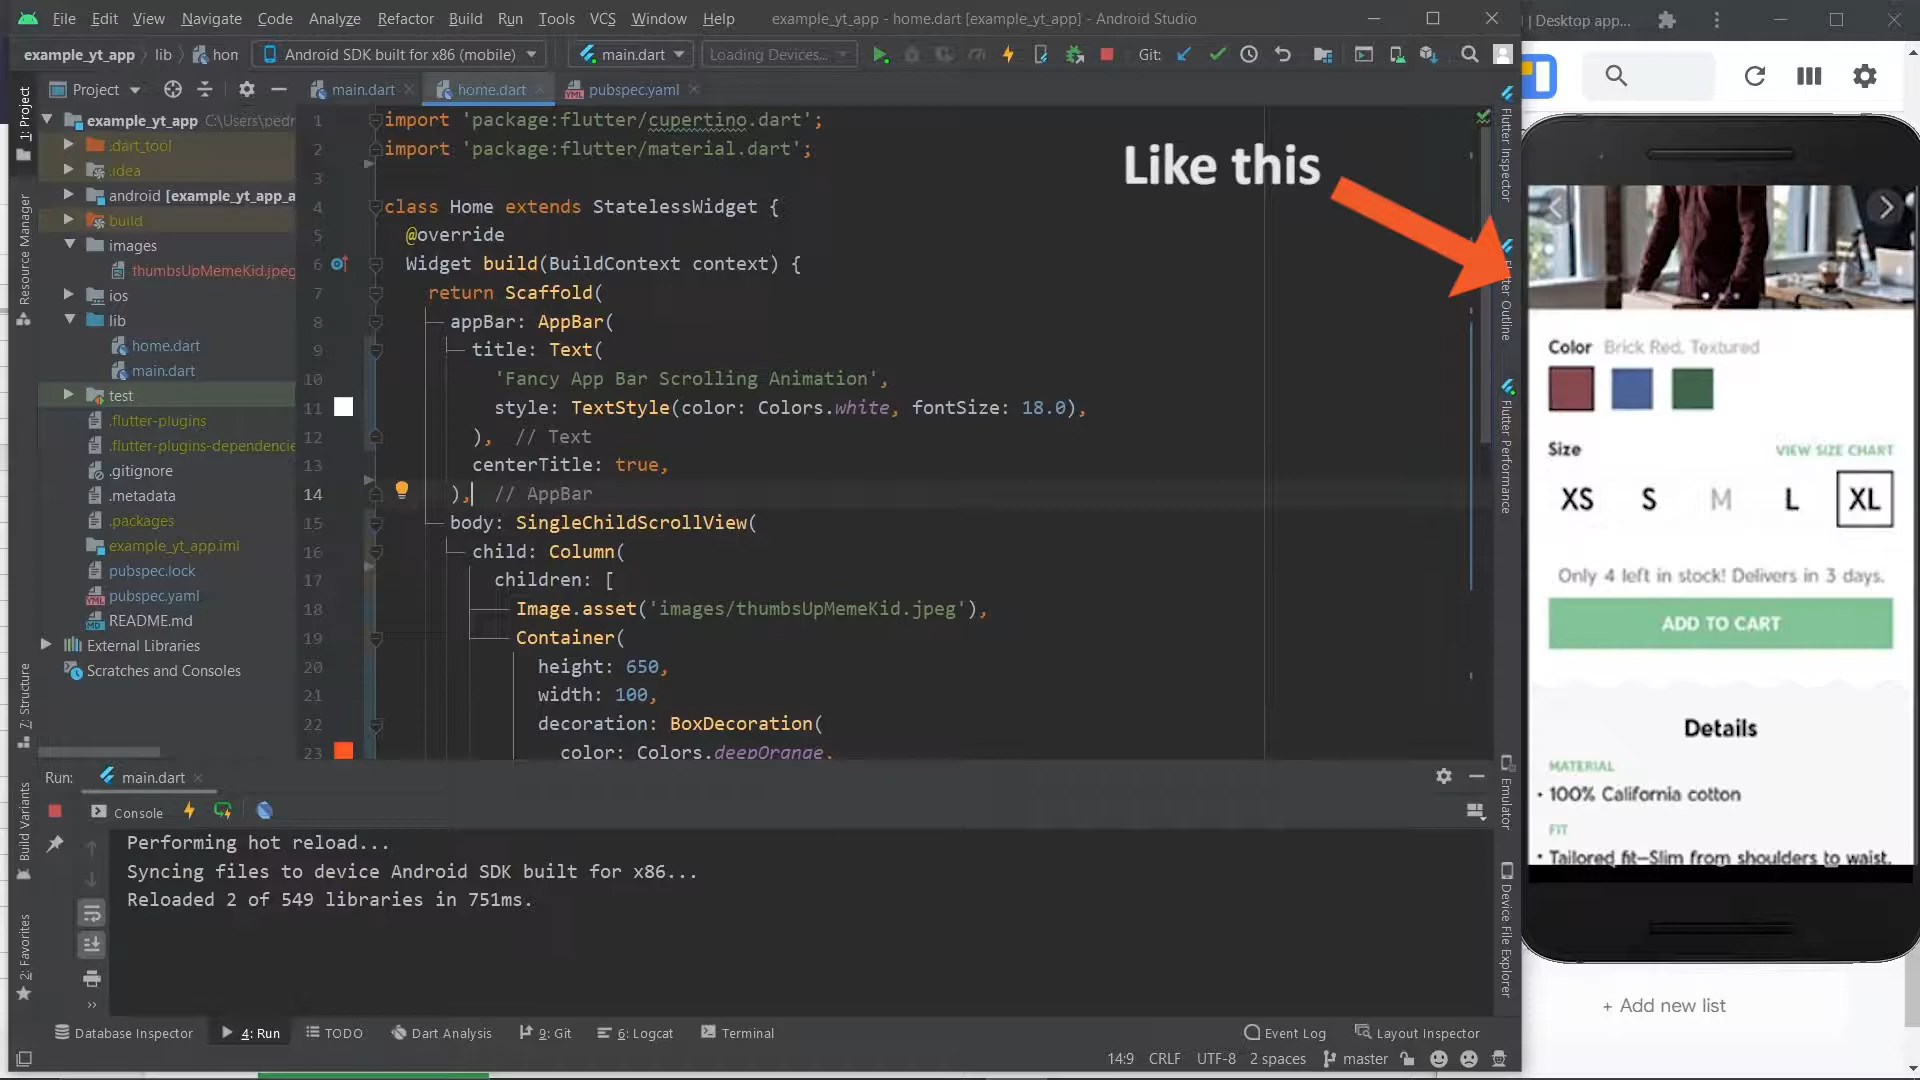 File Edit View Navigate Code Analyze Refactor Build Run Tools VCS Window Help example_yt_app - home.dart [example_yt_app] - Android Studio
| Desktop app...
example_yt_app lib hon Android SDK built for x86 (mobile) main.dart Loading Devices... Git:
1: Project
Resource Manager
7: Structure
Build Variants
2: Favorites
Project
example_yt_app C:\Users\pedr
.dart_tool
.idea
android [example_yt_app_a
build
images
thumbsUpMemeKid.jpeg
ios
lib
home.dart
main.dart
test
.flutter-plugins
.flutter-plugins-dependencie
.gitignore
.metadata
.packages
example_yt_app.iml
pubspec.lock
pubspec.yaml
README.md
External Libraries
Scratches and Consoles
main.dart home.dart pubspec.yaml
1 import 'package:flutter/cupertino.dart';
2 import 'package:flutter/material.dart';
3
4 class Home extends StatelessWidget {
5 @override
6 Widget build(BuildContext context) {
7 return Scaffold(
8 appBar: AppBar(
9 title: Text(
10 'Fancy App Bar Scrolling Animation',
11 style: TextStyle(color: Colors.white, fontSize: 18.0),
12 ), // Text
13 centerTitle: true,
14 ), // AppBar
15 body: SingleChildScrollView(
16 child: Column(
17 children: [
18 Image.asset('images/thumbsUpMemeKid.jpeg'),
19 Container(
20 height: 650,
21 width: 100,
22 decoration: BoxDecoration(
23 color: Colors.deepOrange,
Like this
Flutter Inspector
Flutter Outline
Flutter Performance
Emulator
Device File Explorer
Color Brick Red, Textured
Size VIEW SIZE CHART
XS S M L XL
Only 4 left in stock! Delivers in 3 days.
ADD TO CART
Details
MATERIAL
• 100% California cotton
FIT
• Tailored fit—Slim from shoulders to waist.
+ Add new list
Run: main.dart
Console
Performing hot reload...
Syncing files to device Android SDK built for x86...
Reloaded 2 of 549 libraries in 751ms.
Database Inspector 4: Run TODO Dart Analysis 9: Git 6: Logcat Terminal Event Log Layout Inspector
14:9 CRLF UTF-8 2 spaces master